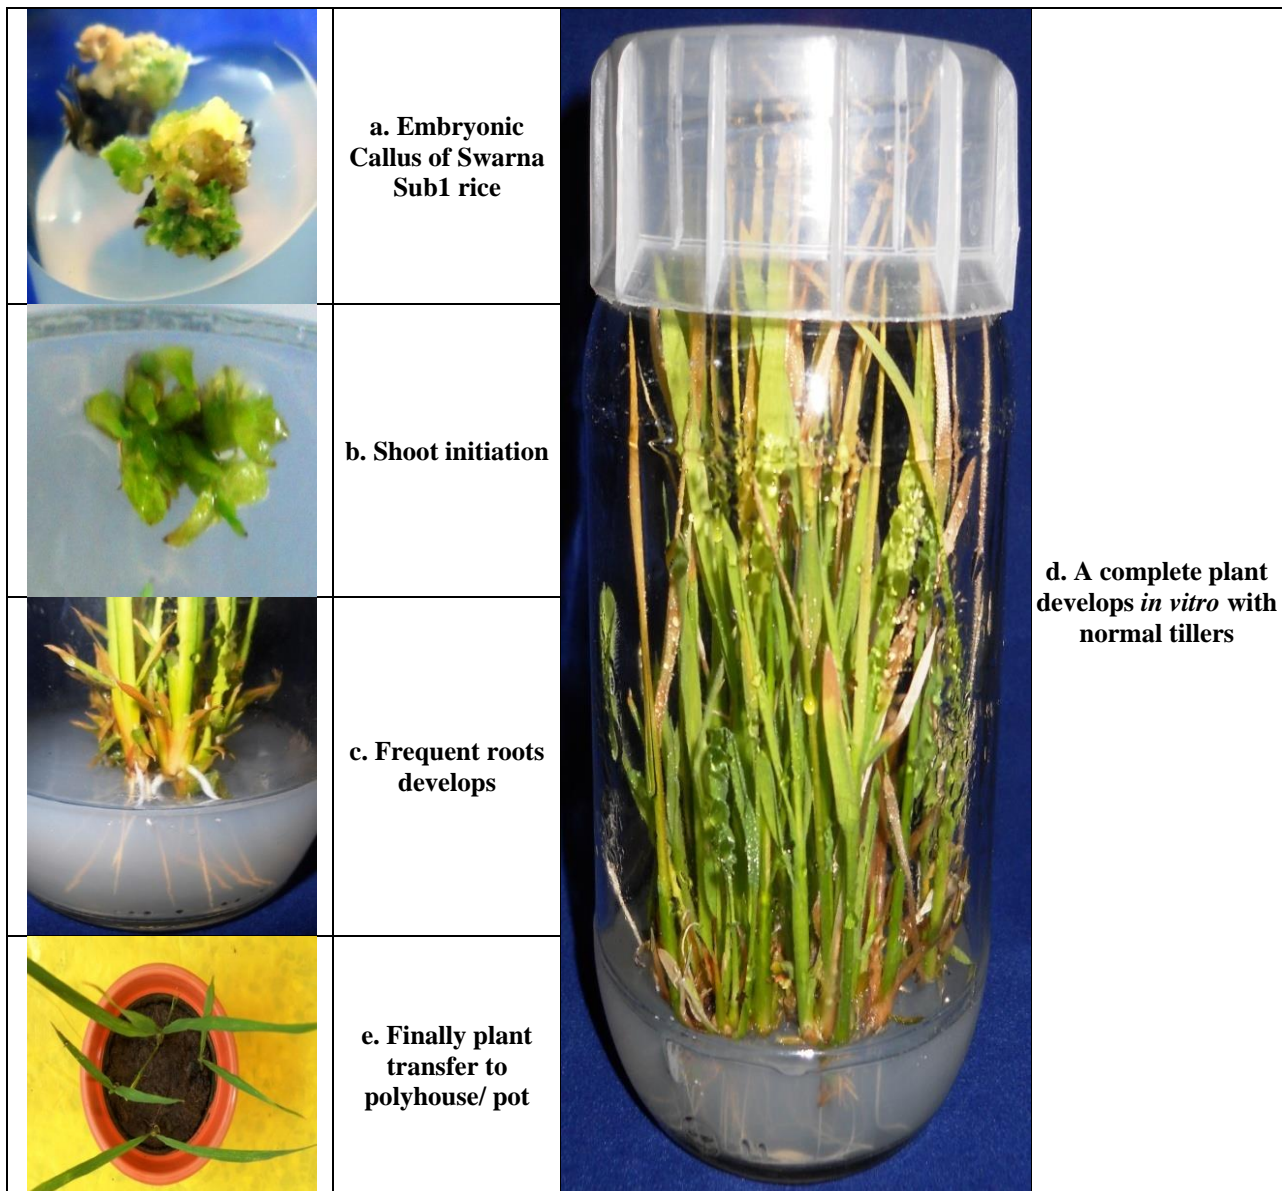 a. Embryonic
Callus of Swarna
Sub1 rice
b. Shoot initiation
c. Frequent roots
develops
d. A complete plant
develops in vitro with
normal tillers
e. Finally plant
transfer to
polyhouse/ pot